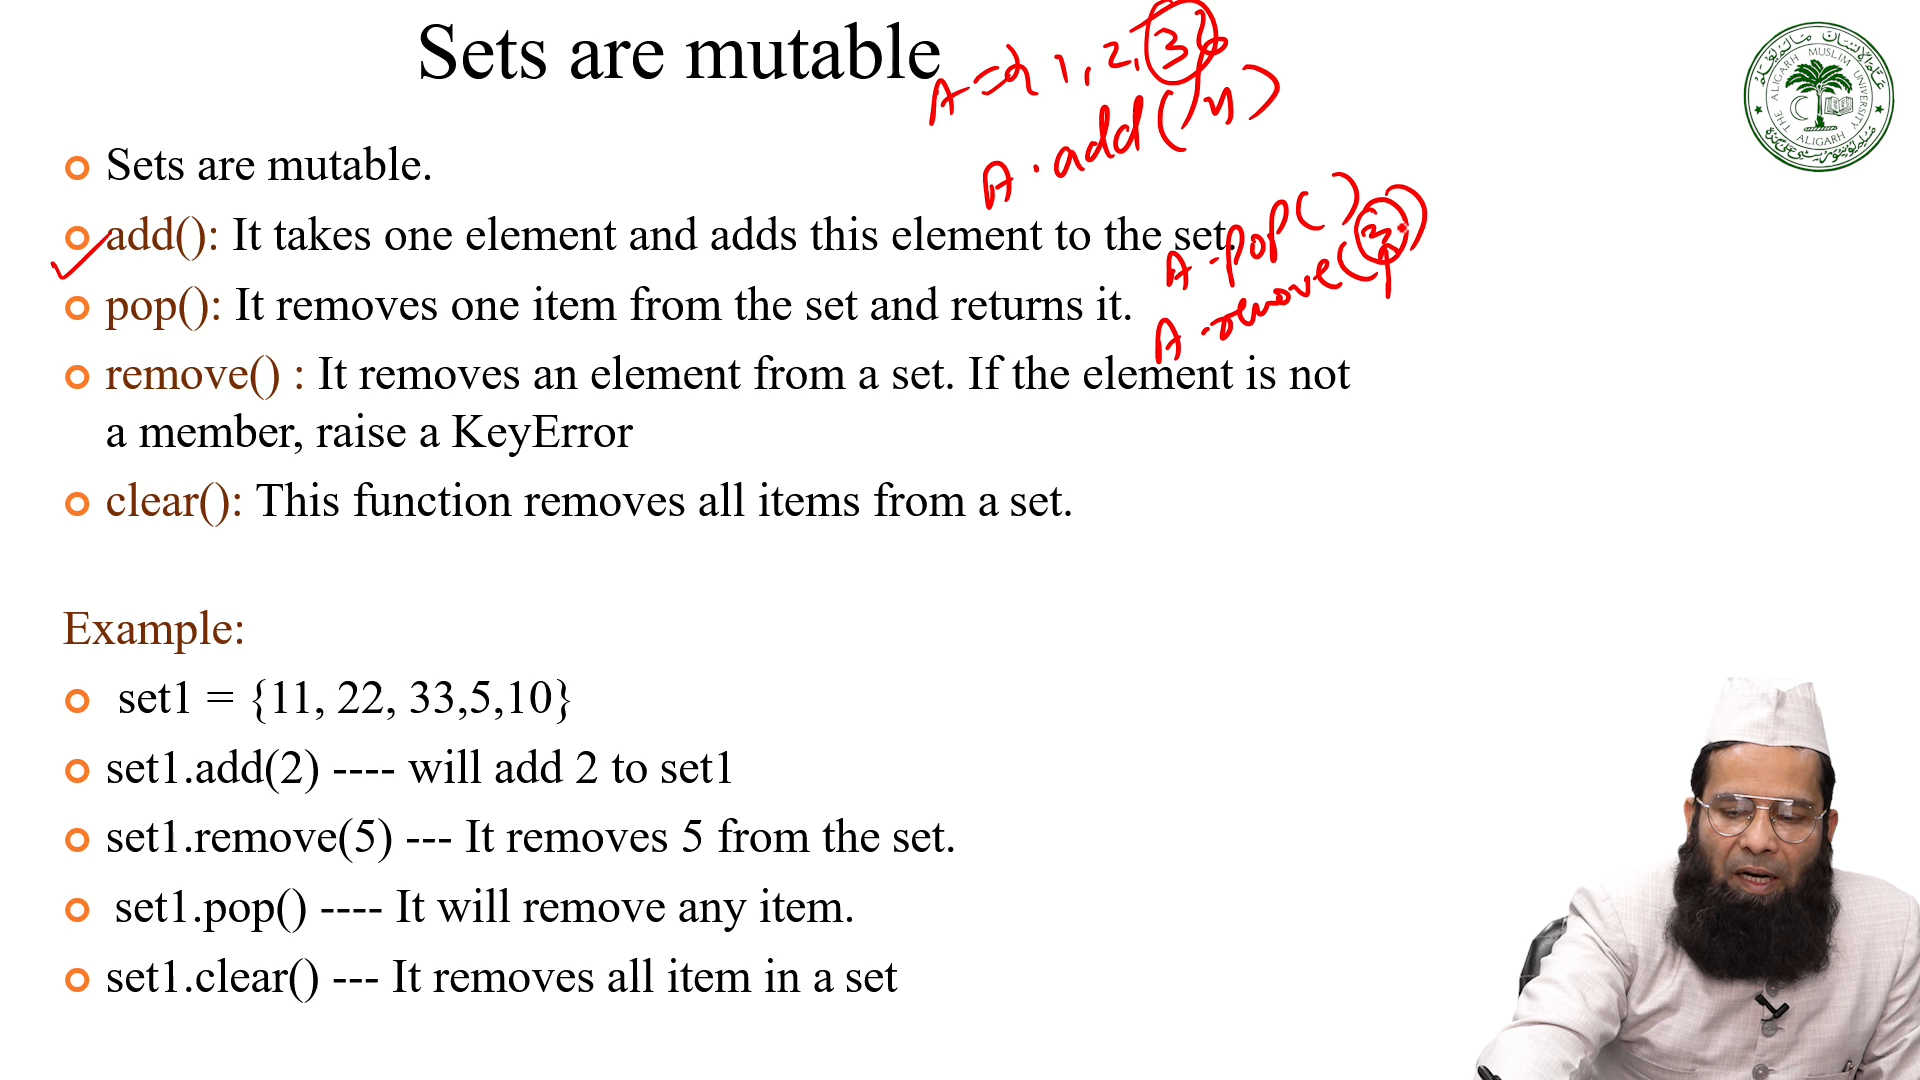 Sets are mutable
A = { 1, 2, 3}
A.add(4)
Sets are mutable.
add(): It takes one element and adds this element to the set.
A.pop()
pop(): It removes one item from the set and returns it.
A.remove(3)
remove() : It removes an element from a set. If the element is not
a member, raise a KeyError
clear(): This function removes all items from a set.
Example:
set1 = {11, 22, 33,5,10}
set1.add(2) ---- will add 2 to set1
set1.remove(5) --- It removes 5 from the set.
set1.pop() ---- It will remove any item.
set1.clear() --- It removes all item in a set
THE ALIGARH MUSLIM UNIVERSITY
ALIGARH